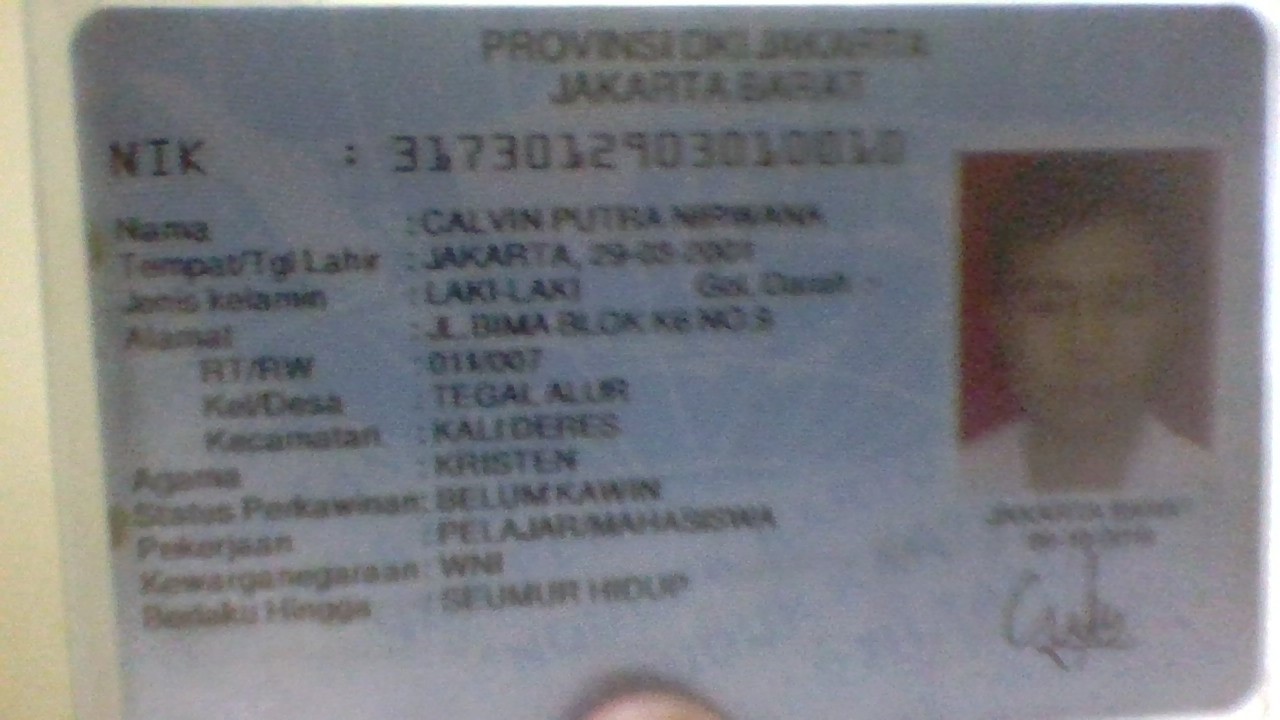 PROVINSI DKI JAKARTA
JAKARTA BARAT
NIK : 3173012903010010
Nama : CALVIN PUTRA NIRWANA
Tempat/Tgl Lahir : JAKARTA, 29-03-2001
Jenis kelamin : LAKI-LAKI Gol. Darah : -
Alamat : JL. BIMA BLOK K6 NO 9
RT/RW : 011/007
Kel/Desa : TEGAL ALUR
Kecamatan : KALI DERES
Agama : KRISTEN
Status Perkawinan: BELUM KAWIN
Pekerjaan : PELAJAR/MAHASISWA
Kewarganegaraan: WNI
Berlaku Hingga : SEUMUR HIDUP
JAKARTA BARAT